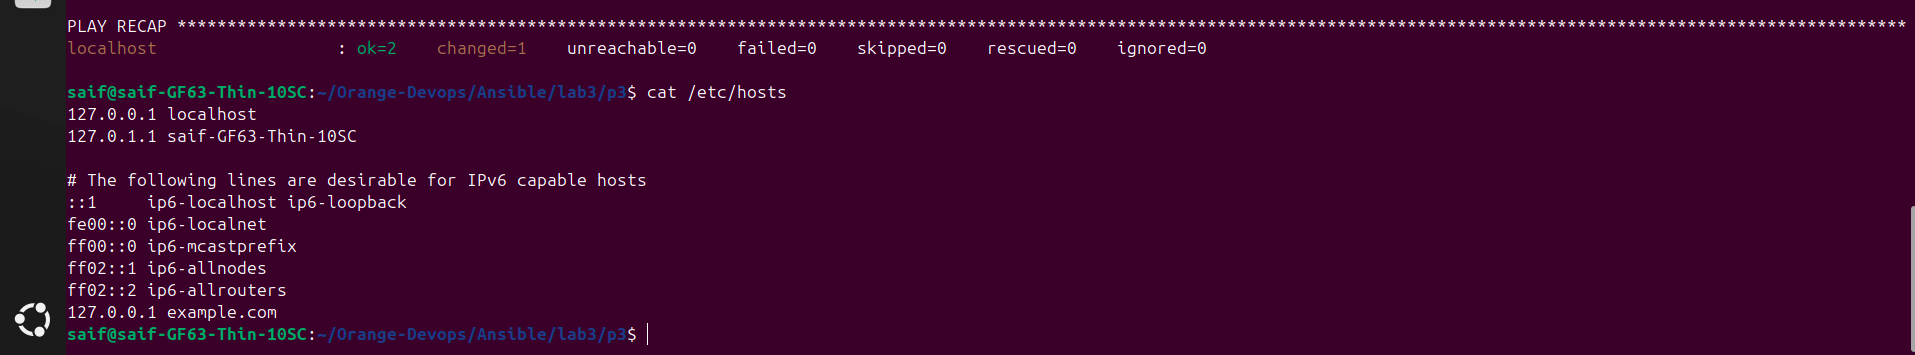 PLAY RECAP *****************************************************************************************************************************************************************************
localhost                  : ok=2    changed=1    unreachable=0    failed=0    skipped=0    rescued=0    ignored=0
saif@saif-GF63-Thin-10SC:~/Orange-Devops/Ansible/lab3/p3$ cat /etc/hosts
127.0.0.1 localhost
127.0.1.1 saif-GF63-Thin-10SC
# The following lines are desirable for IPv6 capable hosts
::1     ip6-localhost ip6-loopback
fe00::0 ip6-localnet
ff00::0 ip6-mcastprefix
ff02::1 ip6-allnodes
ff02::2 ip6-allrouters
127.0.0.1 example.com
saif@saif-GF63-Thin-10SC:~/Orange-Devops/Ansible/lab3/p3$